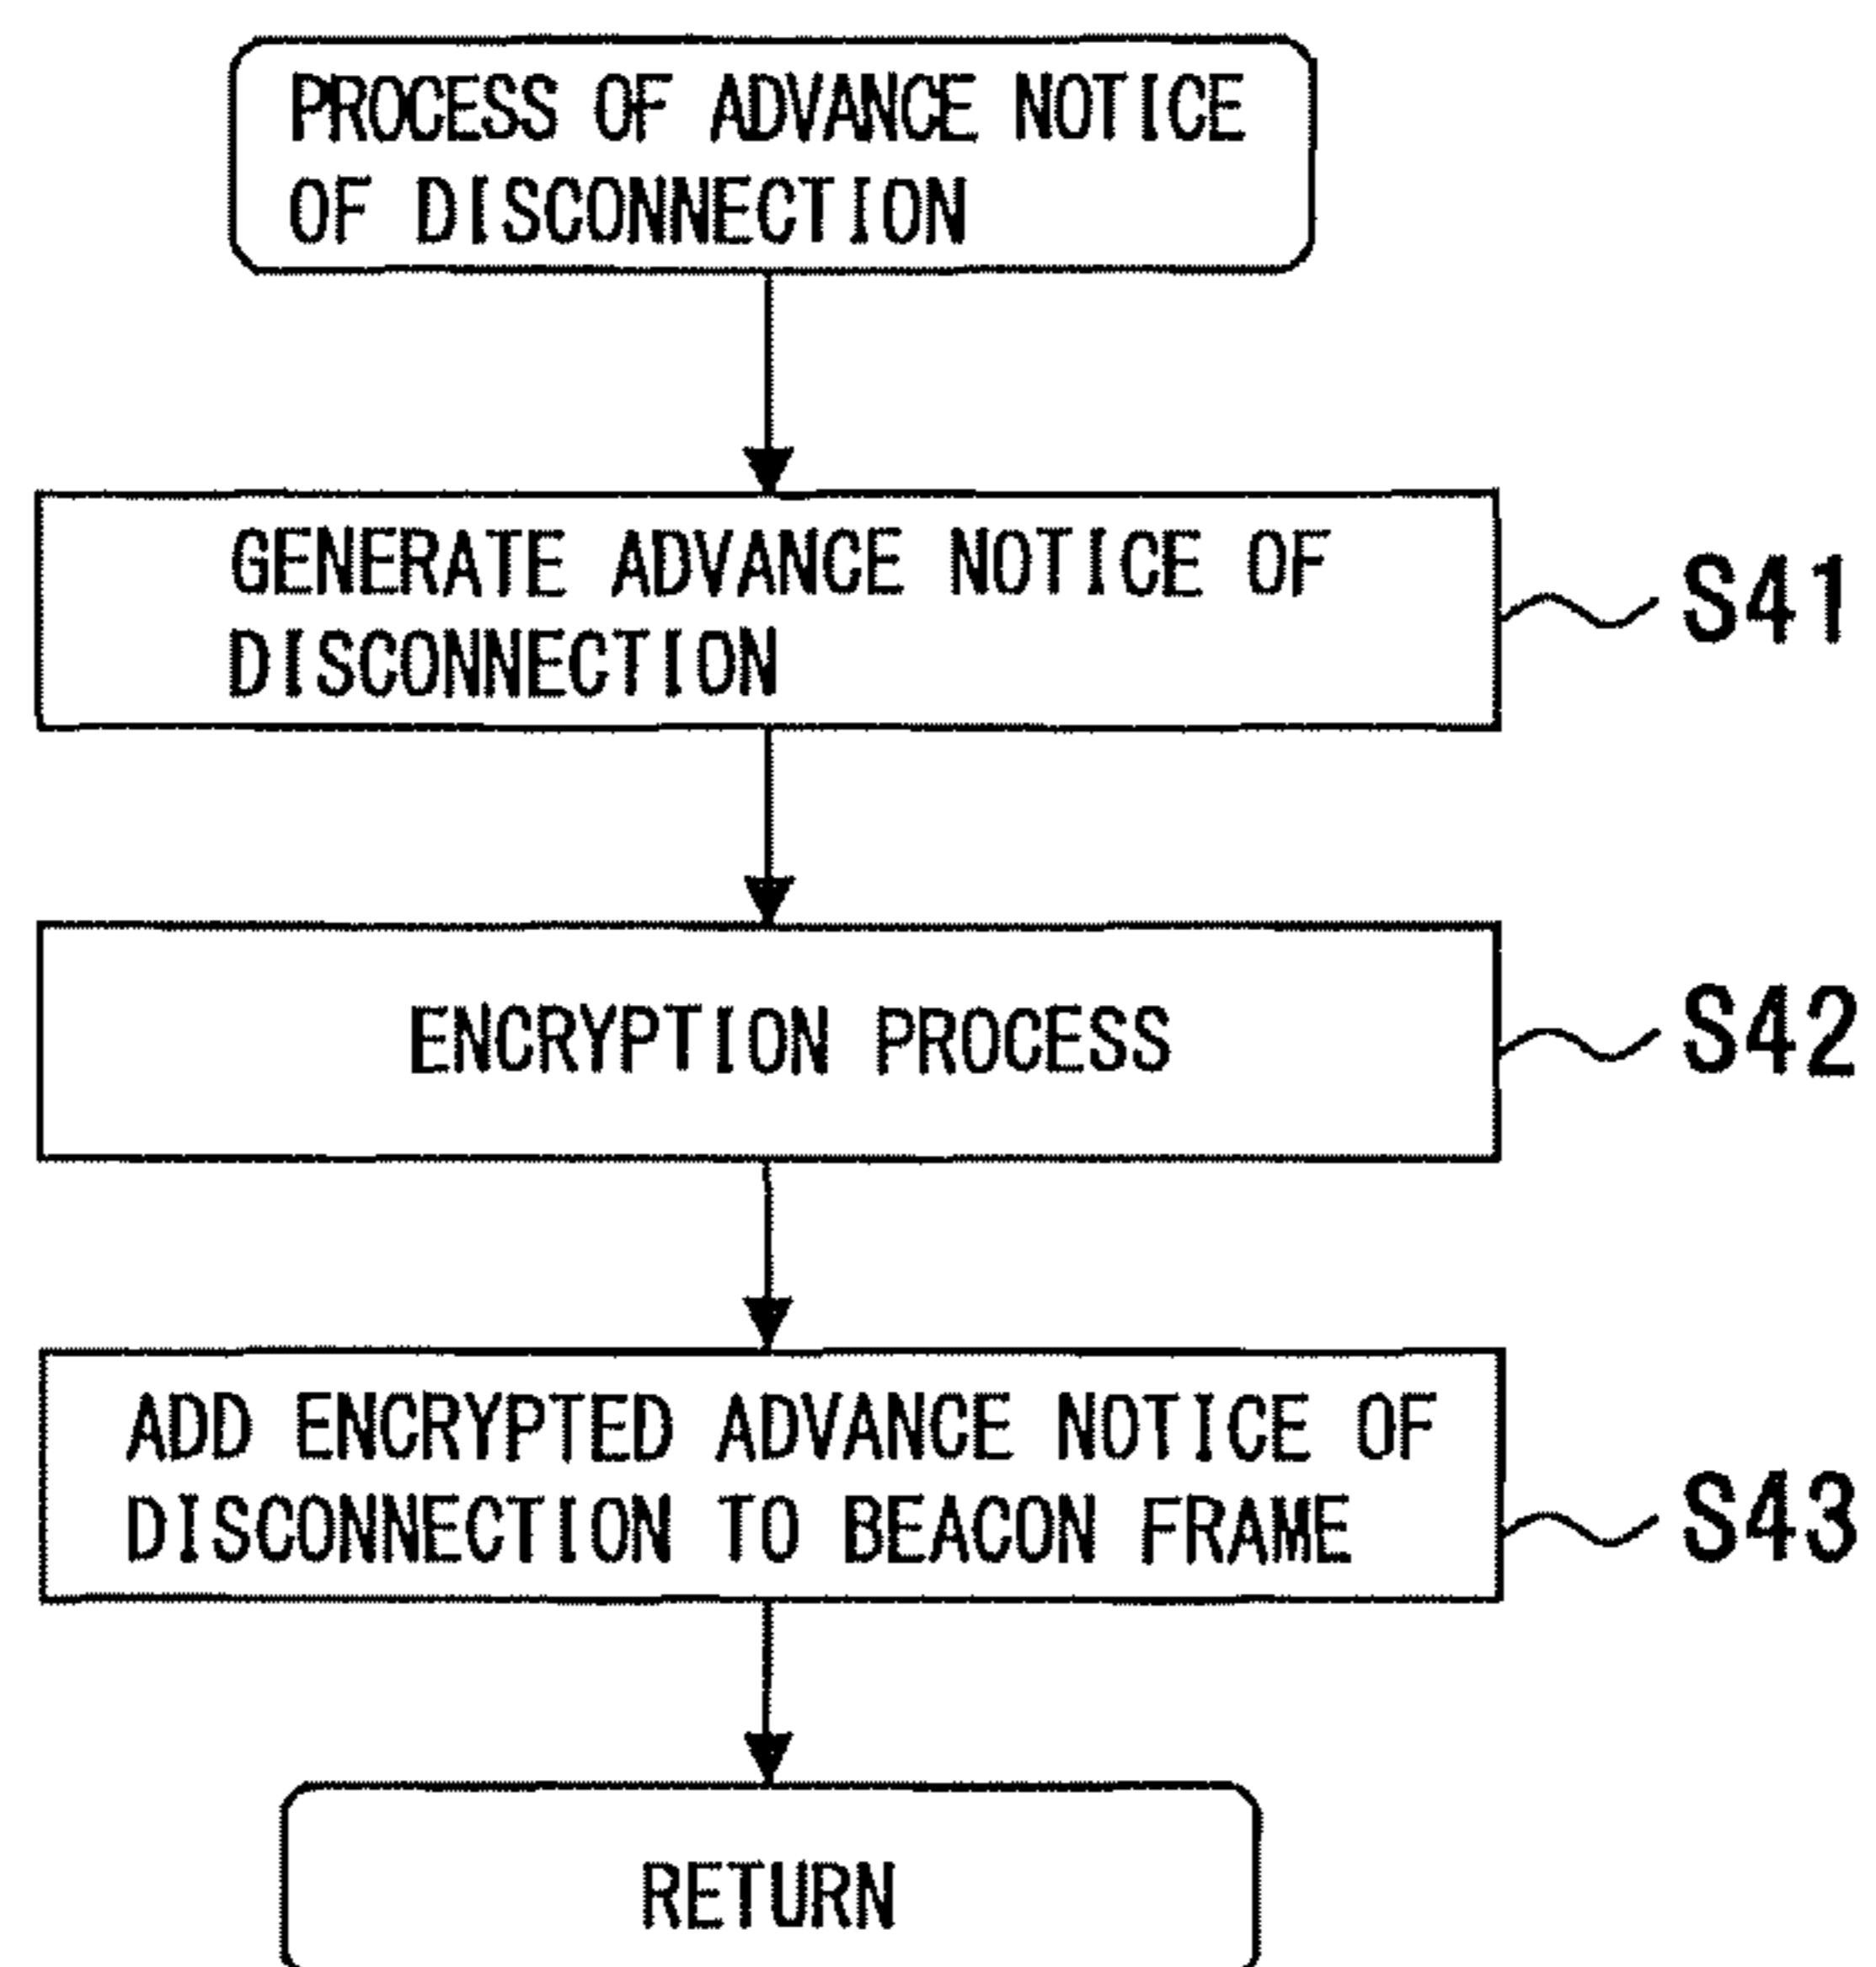 PROCESS OF ADVANCE NOTICE
OF DISCONNECTION
GENERATE ADVANCE NOTICE OF
DISCONNECTION
S41
ENCRYPTION PROCESS
S42
ADD ENCRYPTED ADVANCE NOTICE OF
DISCONNECTION TO BEACON FRAME
S43
RETURN